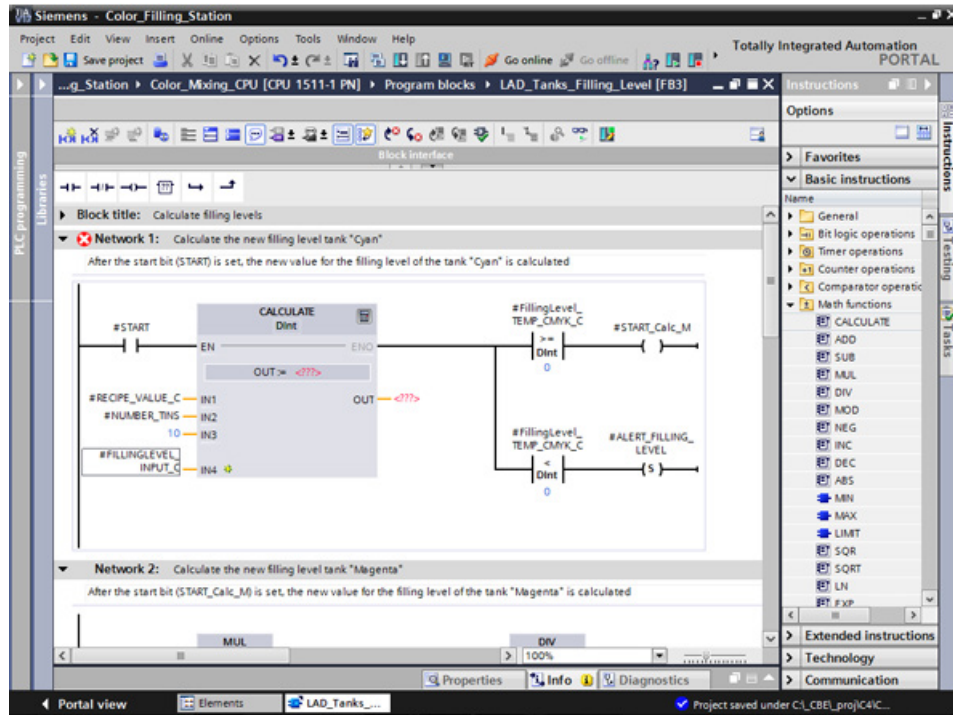 Siemens - Color_Filling_Station
Project Edit View Insert Online Options Tools Window Help
Totally Integrated Automation
PORTAL
Save project Go online Go offline
...g_Station Color_Mixing_CPU [CPU 1511-1 PN] Program blocks LAD_Tanks_Filling_Level [FB3]
Instructions
Options
Block interface
PLC programming
Libraries
Block title: Calculate filling levels
Network 1: Calculate the new filling level tank "Cyan"
After the start bit (START) is set, the new value for the filling level of the tank "Cyan" is calculated
#START
CALCULATE
DInt
EN ENO
OUT := <???>
#RECIPE_VALUE_C IN1
#NUMBER_TINS IN2
10 IN3
#FILLINGLEVEL_
INPUT_C IN4
OUT <???>
#FillingLevel_
TEMP_CMYK_C
>=
DInt
0
#START_Calc_M
( )
#FillingLevel_
TEMP_CMYK_C
<
DInt
0
#ALERT_FILLING_
LEVEL
(S)
Network 2: Calculate the new filling level tank "Magenta"
After the start bit (START_Calc_M) is set, the new value for the filling level of the tank "Magenta" is calculated
MUL DIV
100%
Favorites
Basic instructions
Name
General
Bit logic operations
Timer operations
Counter operations
Comparator operatic
Math functions
CALCULATE
ADD
SUB
MUL
DIV
MOD
NEG
INC
DEC
ABS
MIN
MAX
LIMIT
SQR
SQRT
LN
EXP
Extended instructions
Technology
Communication
Instructions
Testing
Tasks
Properties Info Diagnostics
Portal view Elements LAD_Tanks_... Project saved under C:\_CBE\_proj\C4\C...